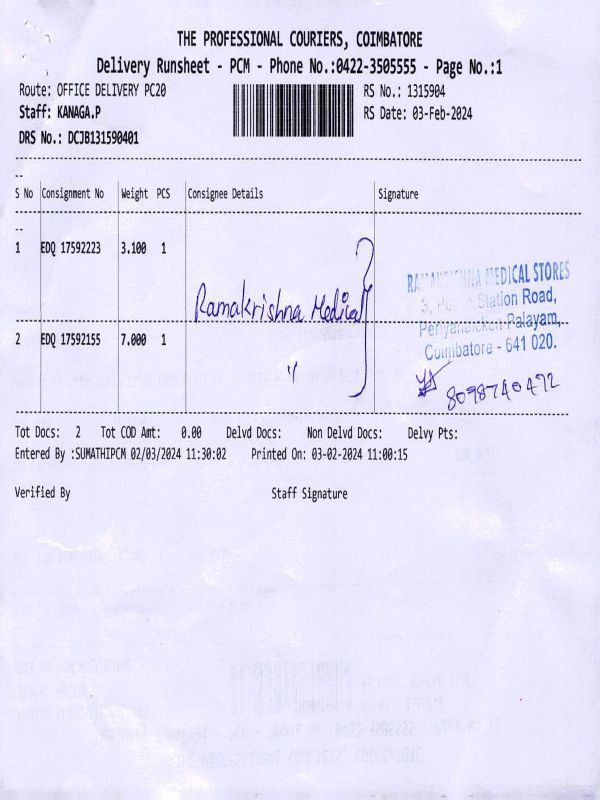 THE PROFESSIONAL COURIERS, COIMBATORE
Delivery Runsheet - PCM - Phone No.:0422-3505555 - Page No.:1
Route: OFFICE DELIVERY PC20
RS No.: 1315904
Staff: KANAGA.P
RS Date: 03-Feb-2024
DRS No.: DCJB131590401
S No Consignment No Weight PCS Consignee Details Signature
1 EDQ 17592223 3.100 1
Ramakrishna Medical
RAMAKRISHNA MEDICAL STORES
3, Police Station Road,
Periyanaicken Palayam,
Coimbatore - 641 020.
2 EDQ 17592155 7.000 1
"
8098740472
Tot Docs: 2 Tot COD Amt: 0.00 Delvd Docs: Non Delvd Docs: Delvy Pts:
Entered By :SUMATHIPCM 02/03/2024 11:30:02 Printed On: 03-02-2024 11:00:15
Verified By Staff Signature